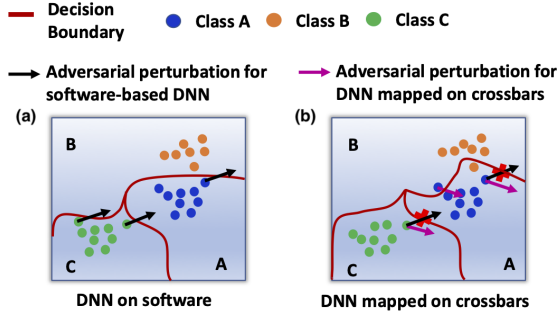 Decision
Boundary
Class A
Class B
Class C
Adversarial perturbation for
software-based DNN
Adversarial perturbation for
DNN mapped on crossbars
(a)
(b)
B
C
A
B
C
A
DNN on software
DNN mapped on crossbars